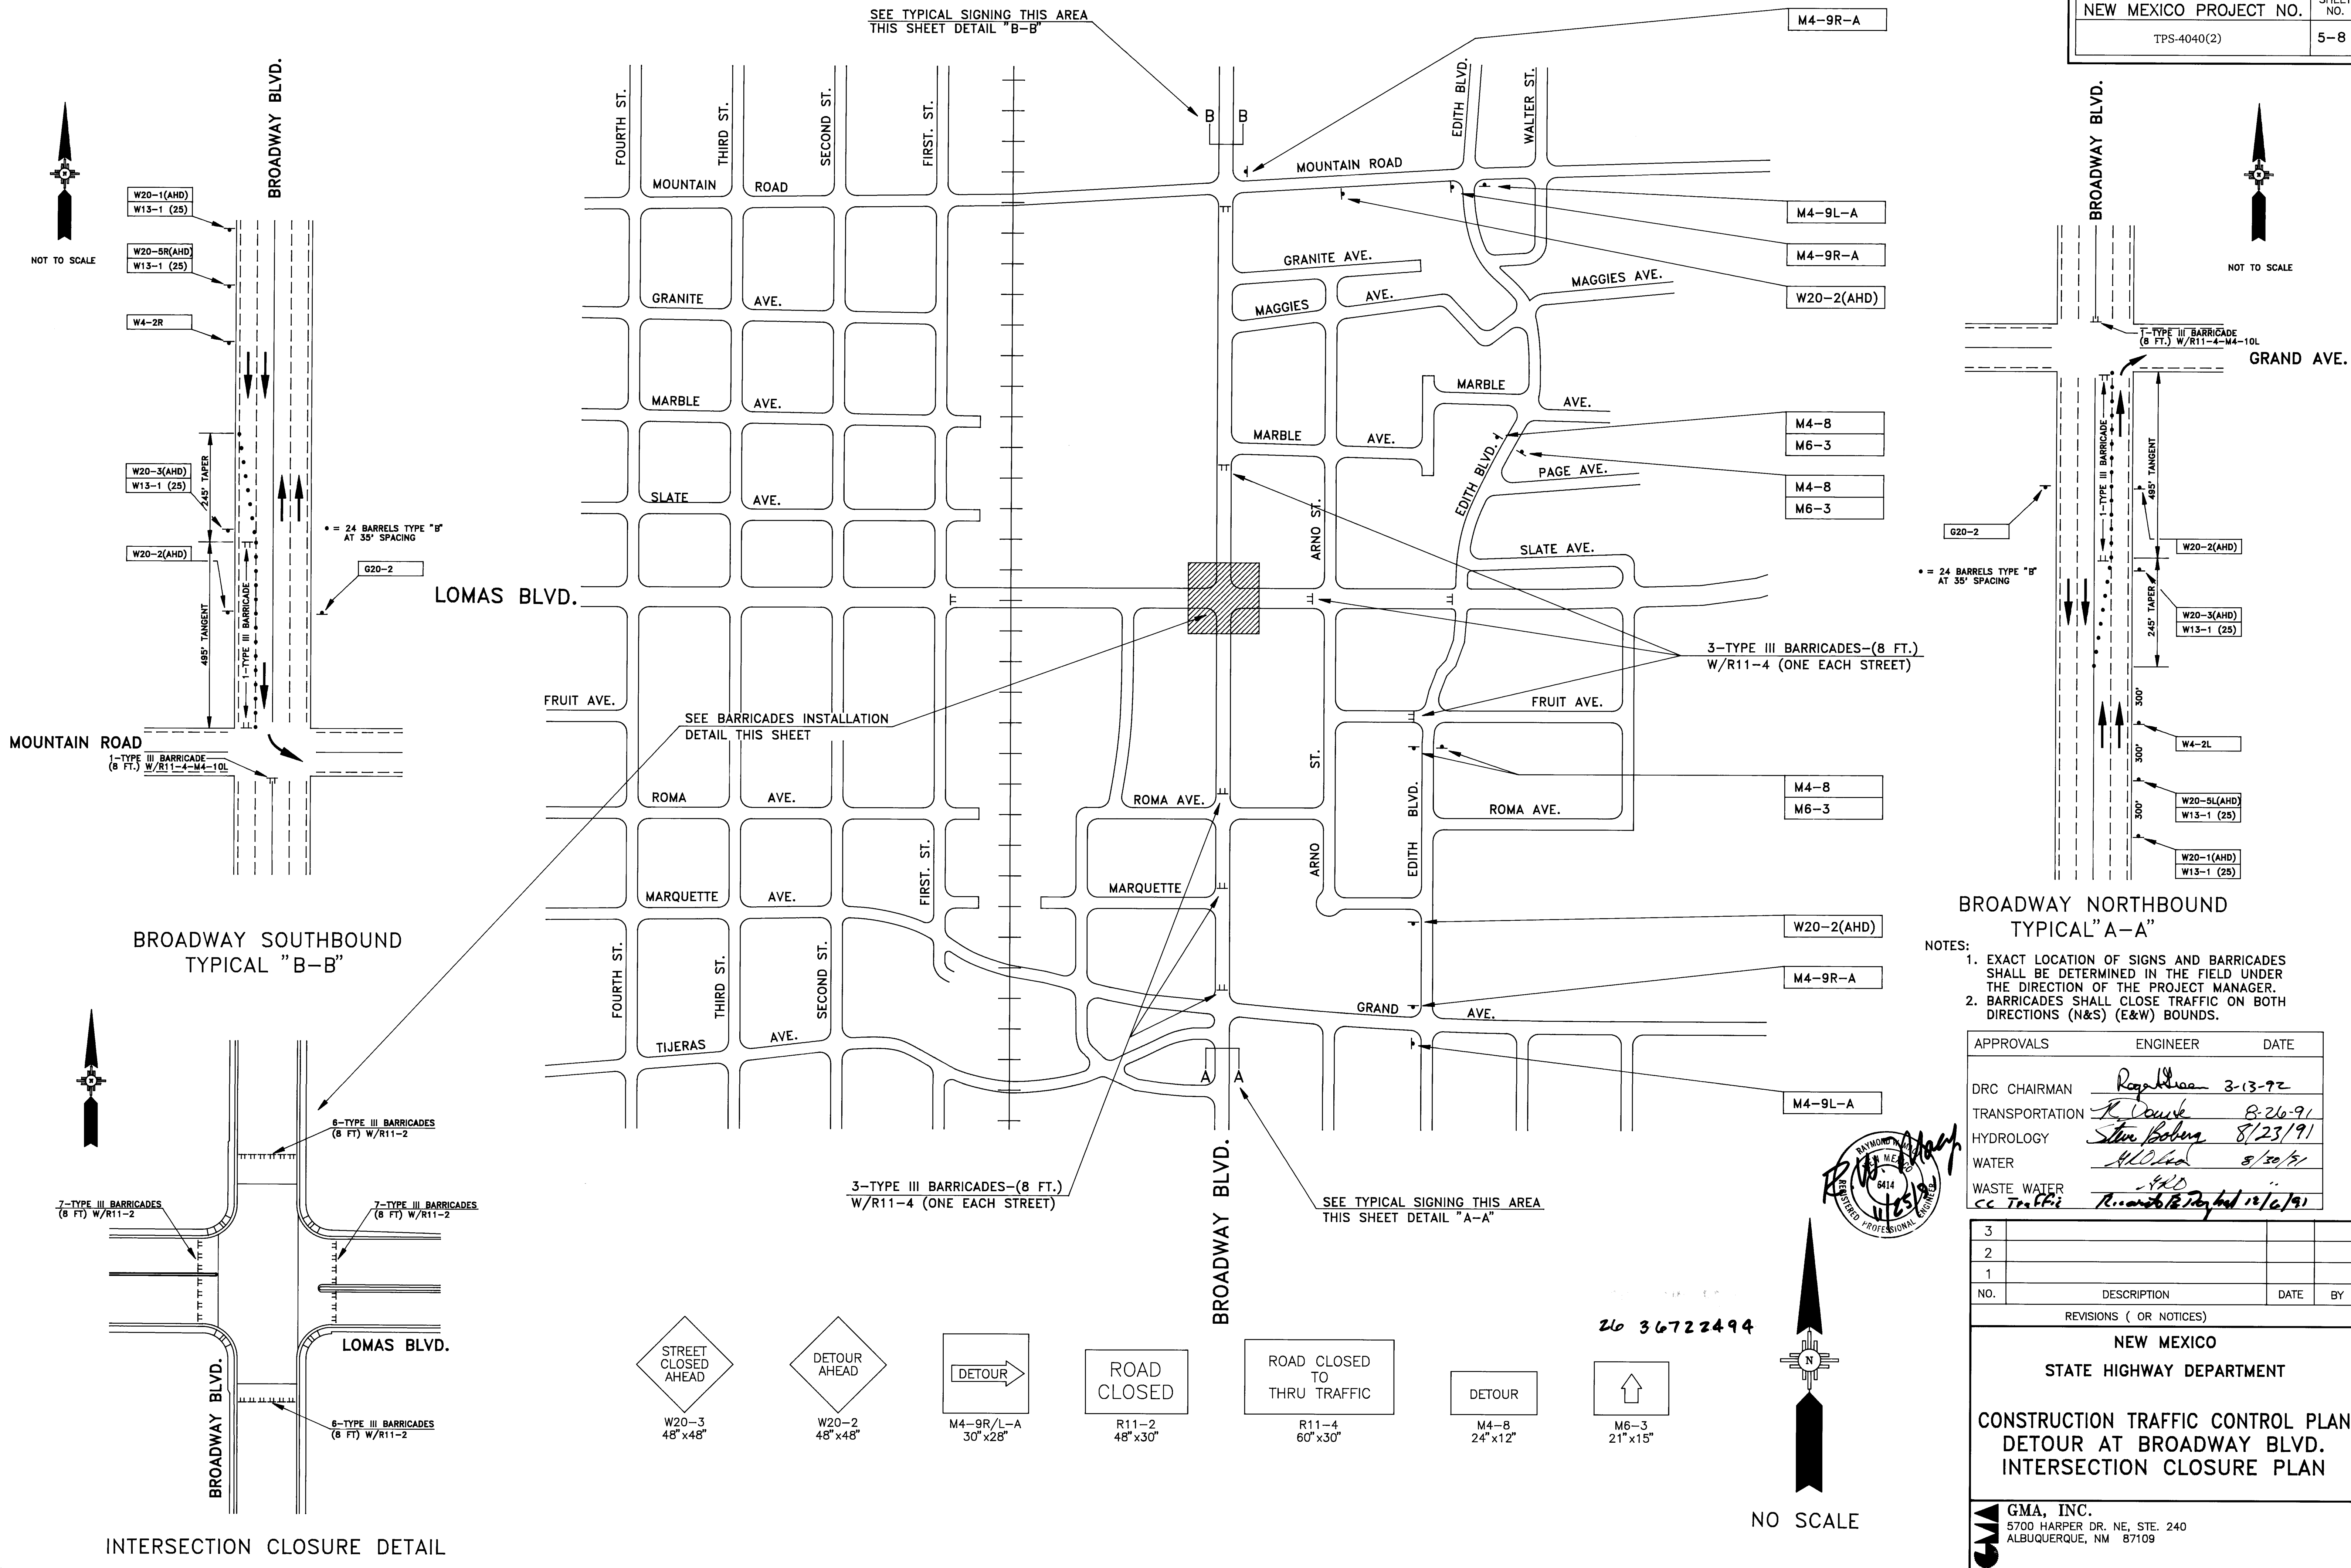 SEE TYPICAL SIGNING THIS AREA
THIS SHEET DETAIL "B-B"
M4-9R-A
NEW MEXICO PROJECT NO.
SHEET
NO.
TPS-4040(2)
5-8
NOT TO SCALE
BROADWAY BLVD.
W20-1(AHD)
W13-1 (25)
W20-5R(AHD)
W13-1 (25)
W4-2R
245' TAPER
W20-3(AHD)
W13-1 (25)
W20-2(AHD)
• = 24 BARRELS TYPE "B"
AT 35' SPACING
G20-2
495' TANGENT
1-TYPE III BARRICADE
MOUNTAIN ROAD
1-TYPE III BARRICADE
(8 FT.) W/R11-4-M4-10L
BROADWAY SOUTHBOUND
TYPICAL "B-B"
FOURTH ST.
THIRD ST.
SECOND ST.
FIRST. ST.
B B
EDITH BLVD.
WALTER ST.
MOUNTAIN ROAD
MOUNTAIN ROAD
GRANITE AVE.
GRANITE AVE.
MAGGIES AVE.
MAGGIES AVE.
MARBLE AVE.
MARBLE AVE.
MARBLE AVE.
SLATE AVE.
ARNO ST.
EDITH BLVD.
PAGE AVE.
SLATE AVE.
LOMAS BLVD.
FRUIT AVE.
FRUIT AVE.
SEE BARRICADES INSTALLATION
DETAIL THIS SHEET
ROMA AVE.
ROMA AVE.
ROMA AVE.
ARNO ST.
EDITH BLVD.
FIRST. ST.
MARQUETTE AVE.
MARQUETTE
FOURTH ST.
THIRD ST.
SECOND ST.
GRAND AVE.
TIJERAS AVE.
A A
BROADWAY BLVD.
M4-9L-A
M4-9R-A
W20-2(AHD)
M4-8
M6-3
M4-8
M6-3
3-TYPE III BARRICADES-(8 FT.)
W/R11-4 (ONE EACH STREET)
M4-8
M6-3
W20-2(AHD)
M4-9R-A
M4-9L-A
3-TYPE III BARRICADES-(8 FT.)
W/R11-4 (ONE EACH STREET)
SEE TYPICAL SIGNING THIS AREA
THIS SHEET DETAIL "A-A"
BROADWAY BLVD.
NOT TO SCALE
1-TYPE III BARRICADE
(8 FT.) W/R11-4-M4-10L
GRAND AVE.
1-TYPE III BARRICADE
495' TANGENT
G20-2
W20-2(AHD)
• = 24 BARRELS TYPE "B"
AT 35' SPACING
245' TAPER
W20-3(AHD)
W13-1 (25)
300'
W4-2L
300'
W20-5L(AHD)
W13-1 (25)
300'
W20-1(AHD)
W13-1 (25)
BROADWAY NORTHBOUND
TYPICAL"A-A"
NOTES:
1. EXACT LOCATION OF SIGNS AND BARRICADES
SHALL BE DETERMINED IN THE FIELD UNDER
THE DIRECTION OF THE PROJECT MANAGER.
2. BARRICADES SHALL CLOSE TRAFFIC ON BOTH
DIRECTIONS (N&S) (E&W) BOUNDS.
APPROVALS ENGINEER DATE
DRC CHAIRMAN 3-13-92
TRANSPORTATION 8-26-91
HYDROLOGY Steve Boberg 8/23/91
WATER 8/30/91
WASTE WATER "
CC Traffic 12/6/91
NEW MEXICO
6414
REGISTERED PROFESSIONAL ENGINEER
3
2
1
NO. DESCRIPTION DATE BY
REVISIONS ( OR NOTICES)
NEW MEXICO
STATE HIGHWAY DEPARTMENT
CONSTRUCTION TRAFFIC CONTROL PLAN
DETOUR AT BROADWAY BLVD.
INTERSECTION CLOSURE PLAN
GMA
GMA, INC.
5700 HARPER DR. NE, STE. 240
ALBUQUERQUE, NM 87109
6-TYPE III BARRICADES
(8 FT) W/R11-2
7-TYPE III BARRICADES
(8 FT) W/R11-2
7-TYPE III BARRICADES
(8 FT) W/R11-2
LOMAS BLVD.
BROADWAY BLVD.
6-TYPE III BARRICADES
(8 FT) W/R11-2
INTERSECTION CLOSURE DETAIL
STREET
CLOSED
AHEAD
W20-3
48"x48"
DETOUR
AHEAD
W20-2
48"x48"
DETOUR
M4-9R/L-A
30"x28"
ROAD
CLOSED
R11-2
48"x30"
ROAD CLOSED
TO
THRU TRAFFIC
R11-4
60"x30"
DETOUR
M4-8
24"x12"
M6-3
21"x15"
26 36722494
N
NO SCALE